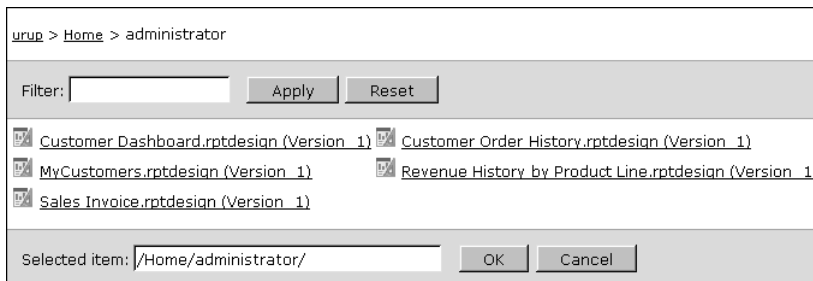 urup > Home > administrator
Filter: Apply Reset
Customer Dashboard.rptdesign (Version 1) Customer Order History.rptdesign (Version 1)
MyCustomers.rptdesign (Version 1) Revenue History by Product Line.rptdesign (Version 1
Sales Invoice.rptdesign (Version 1)
Selected item: /Home/administrator/ OK Cancel